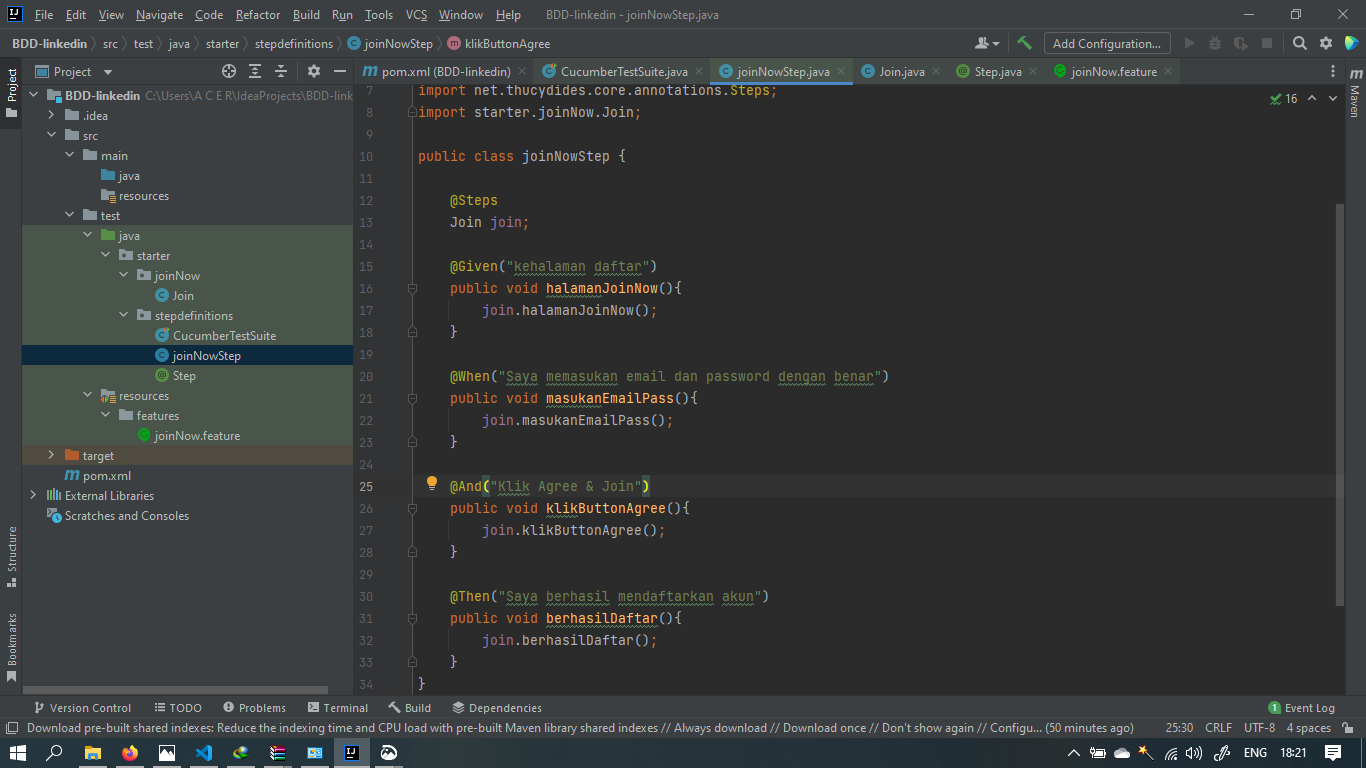 File Edit View Navigate Code Refactor Build Run Tools VCS Window Help BDD-linkedin - joinNowStep.java
BDD-linkedin src test java starter stepdefinitions joinNowStep klikButtonAgree Add Configuration...
Project
pom.xml (BDD-linkedin) CucumberTestSuite.java joinNowStep.java Join.java Step.java joinNow.feature
Project
Structure
Bookmarks
Maven
BDD-linkedin C:\Users\A C E R\IdeaProjects\BDD-link
.idea
src
main
java
resources
test
java
starter
joinNow
Join
stepdefinitions
CucumberTestSuite
joinNowStep
Step
resources
features
joinNow.feature
target
pom.xml
External Libraries
Scratches and Consoles
16
7 import net.thucydides.core.annotations.Steps;
8 import starter.joinNow.Join;
9
10 public class joinNowStep {
11
12 @Steps
13 Join join;
14
15 @Given("kehalaman daftar")
16 public void halamanJoinNow(){
17 join.halamanJoinNow();
18 }
19
20 @When("Saya memasukan email dan password dengan benar")
21 public void masukanEmailPass(){
22 join.masukanEmailPass();
23 }
24
25 @And("Klik Agree & Join")
26 public void klikButtonAgree(){
27 join.klikButtonAgree();
28 }
29
30 @Then("Saya berhasil mendaftarkan akun")
31 public void berhasilDaftar(){
32 join.berhasilDaftar();
33 }
34 }
Version Control TODO Problems Terminal Build Dependencies 1 Event Log
Download pre-built shared indexes: Reduce the indexing time and CPU load with pre-built Maven library shared indexes // Always download // Download once // Don't show again // Configu... (50 minutes ago) 25:30 CRLF UTF-8 4 spaces
ENG 18:21